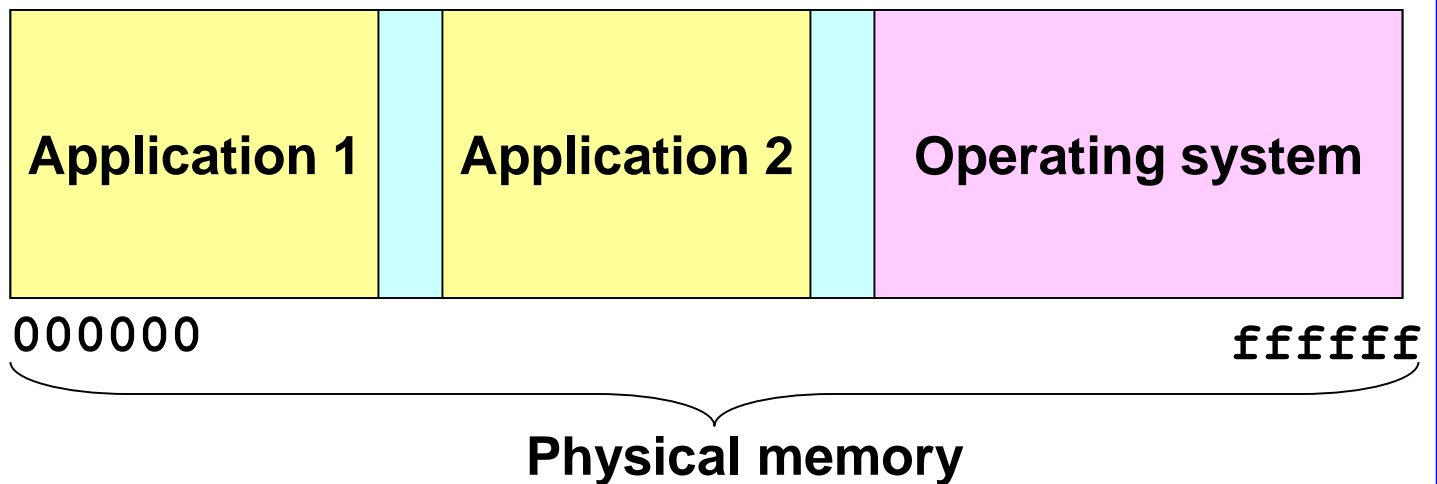 Application 1 Application 2 Operating system
000000 ffffff
Physical memory